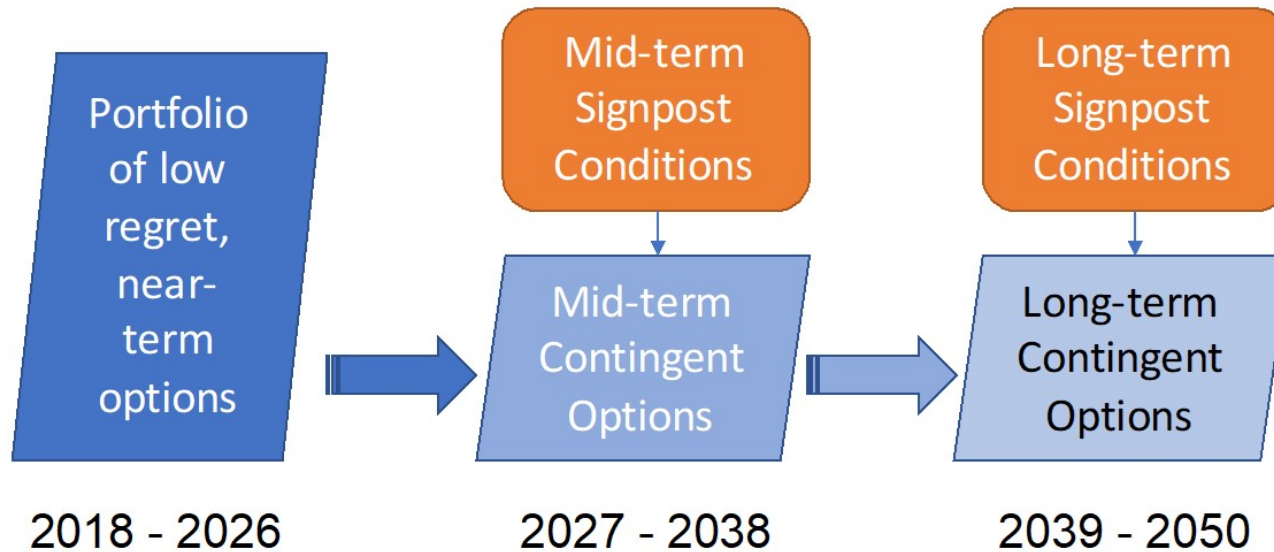 Portfolio
of low
regret,
near-
term
options
Mid-term
Signpost
Conditions
Long-term
Signpost
Conditions
Mid-term
Contingent
Options
Long-term
Contingent
Options
2018 - 2026
2027 - 2038
2039 - 2050